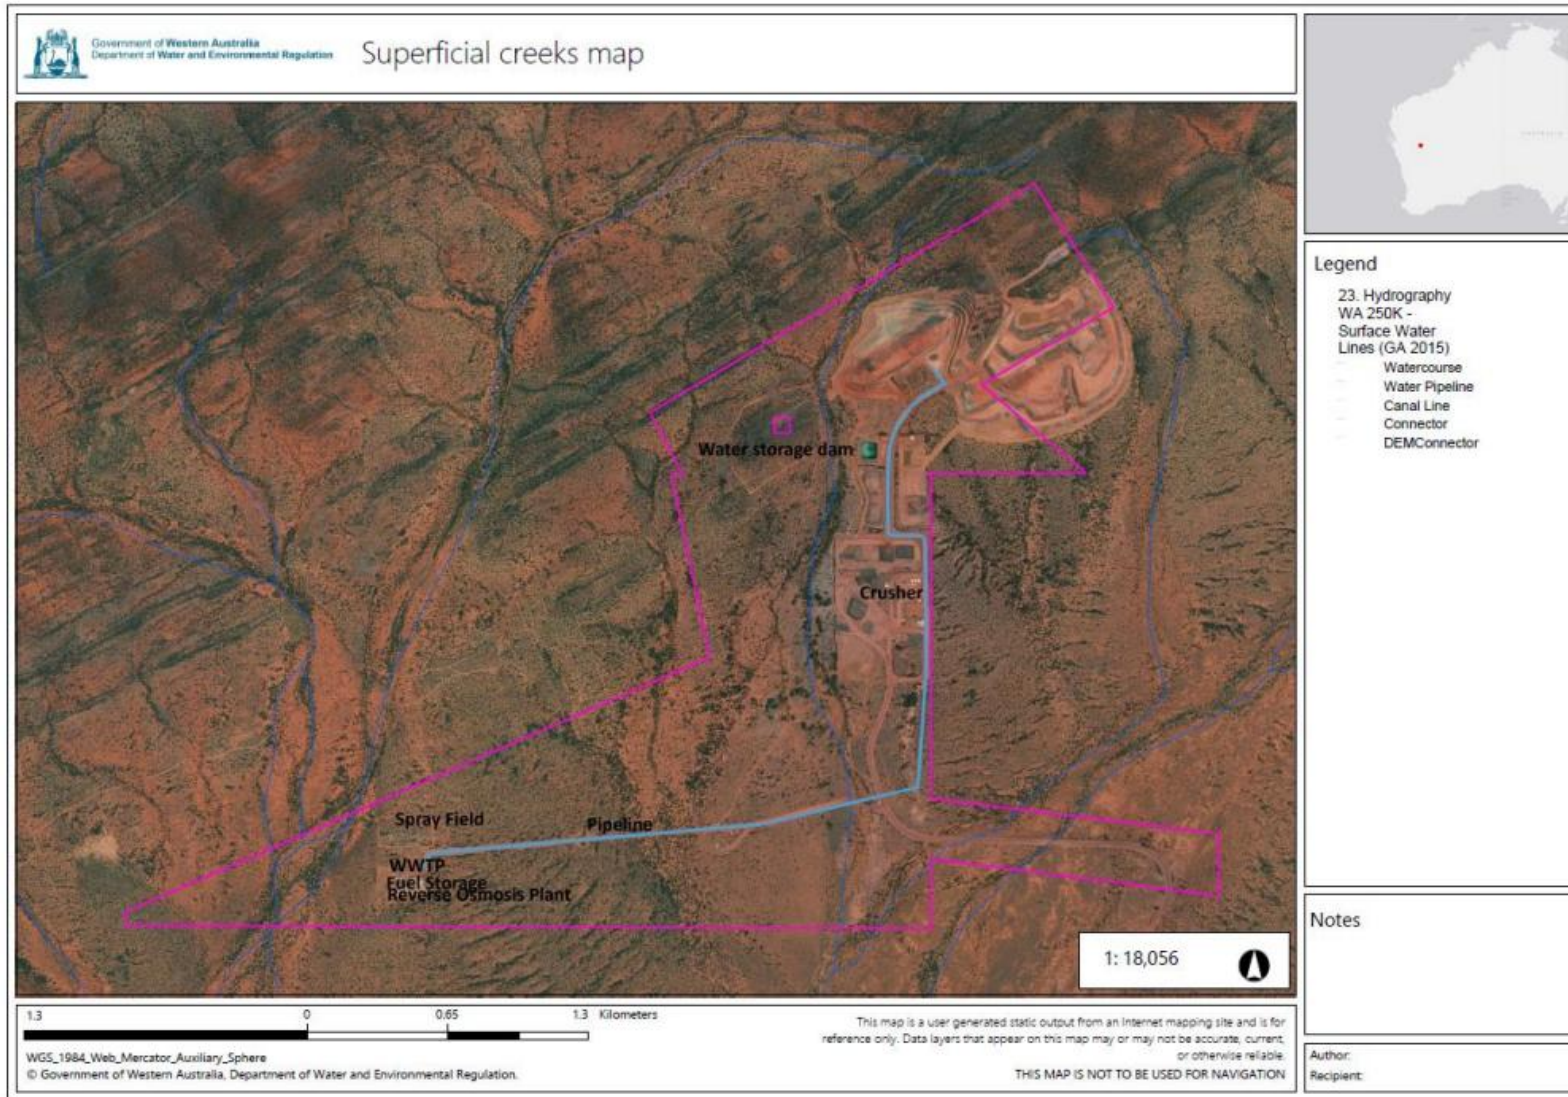 Government of Western Australia
Department of Water and Environmental Regulation
Superficial creeks map
Water storage dam
Crusher
Spray Field
Pipeline
WWTP
Fuel Storage
Reverse Osmosis Plant
1: 18,056
Legend
23. Hydrography
WA 250K -
Surface Water
Lines (GA 2015)
Watercourse
Water Pipeline
Canal Line
Connector
DEMConnector
Notes
1.3 0 0.65 1.3 Kilometers
WGS_1984_Web_Mercator_Auxiliary_Sphere
© Government of Western Australia, Department of Water and Environmental Regulation.
This map is a user generated static output from an Internet mapping site and is for
reference only. Data layers that appear on this map may or may not be accurate, current,
or otherwise reliable.
THIS MAP IS NOT TO BE USED FOR NAVIGATION
Author:
Recipient: